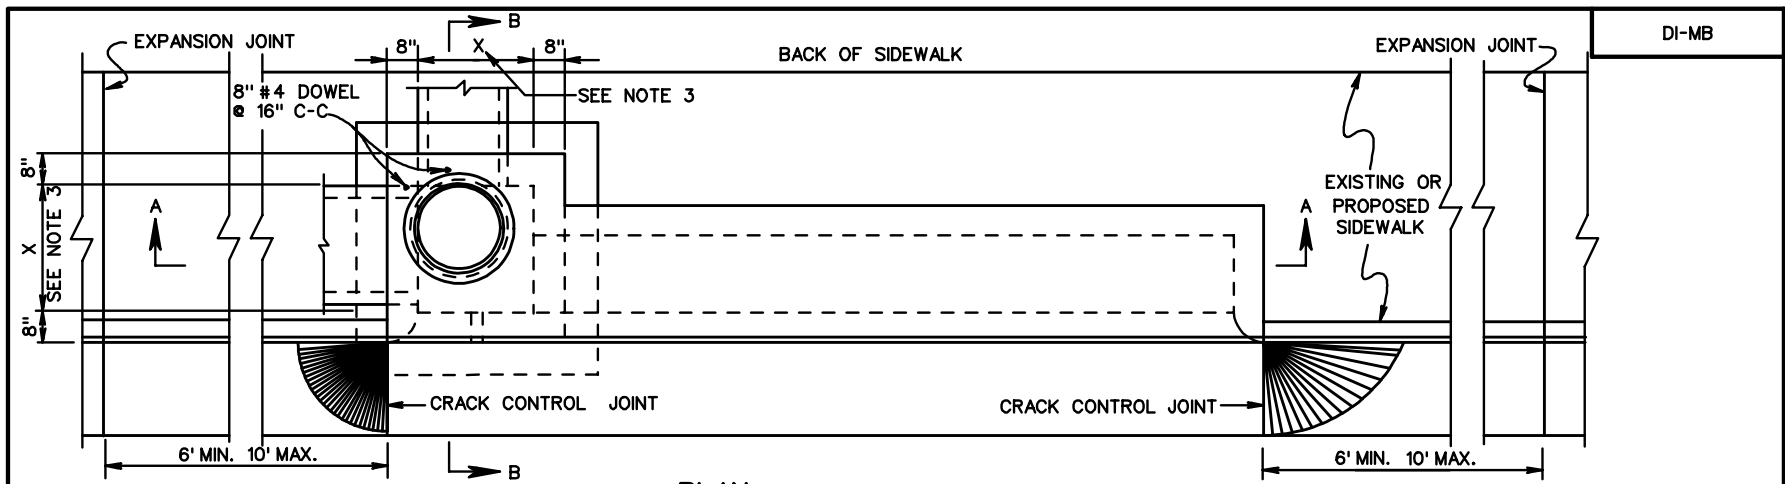 DI-MB
EXPANSION JOINT
B
8"
X
8"
BACK OF SIDEWALK
EXPANSION JOINT
8" #4 DOWEL
@ 16" C-C
SEE NOTE 3
8"
X
SEE NOTE 3
8"
A
EXISTING OR
PROPOSED
SIDEWALK
A
CRACK CONTROL JOINT
CRACK CONTROL JOINT
6' MIN. 10' MAX.
B
6' MIN. 10' MAX.